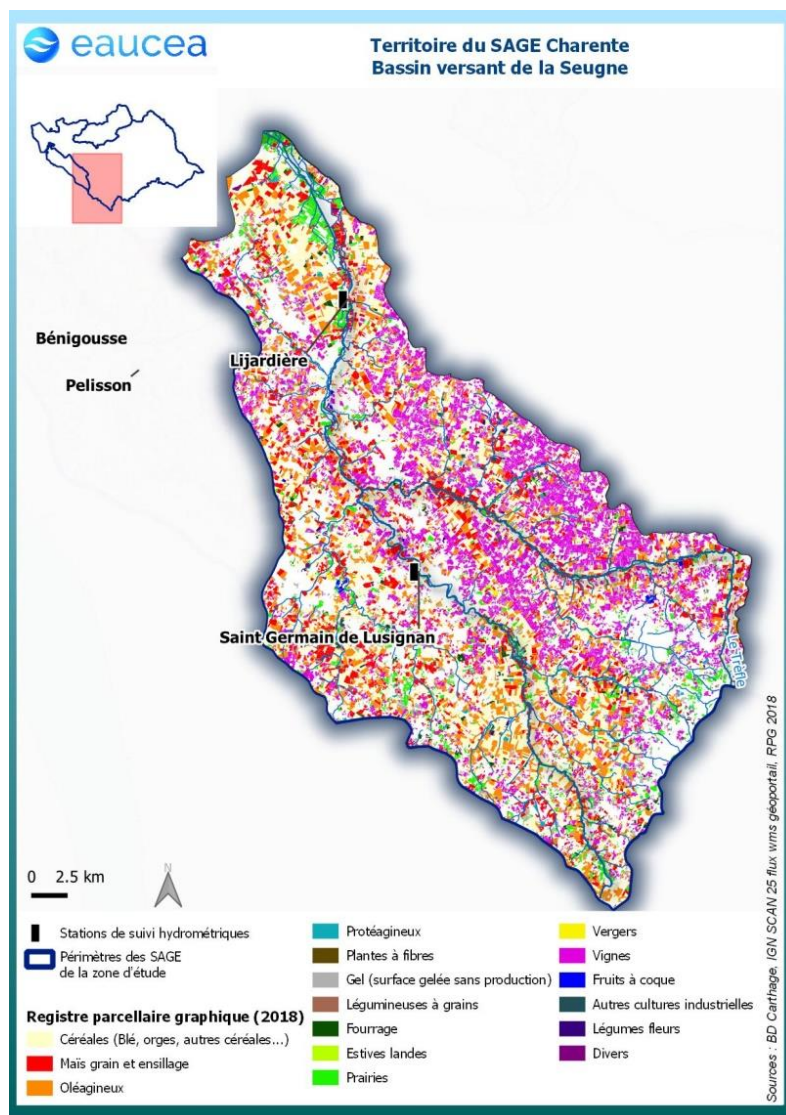 eaucea
Territoire du SAGE Charente
Bassin versant de la Seugne
Bénigousse
Pelisson
Lijardière
Saint Germain de Lusignan
Le Trèfle
0 2.5 km
N
Stations de suivi hydrométriques
Périmètres des SAGE
de la zone d'étude
Registre parcellaire graphique (2018)
Céréales (Blé, orges, autres céréales...)
Maïs grain et ensillage
Oléagineux
Protéagineux
Plantes à fibres
Gel (surface gelée sans production)
Légumineuses à grains
Fourrage
Estives landes
Prairies
Vergers
Vignes
Fruits à coque
Autres cultures industrielles
Légumes fleurs
Divers
Sources : BD Carthage, IGN SCAN 25 flux wms géoportail, RPG 2018